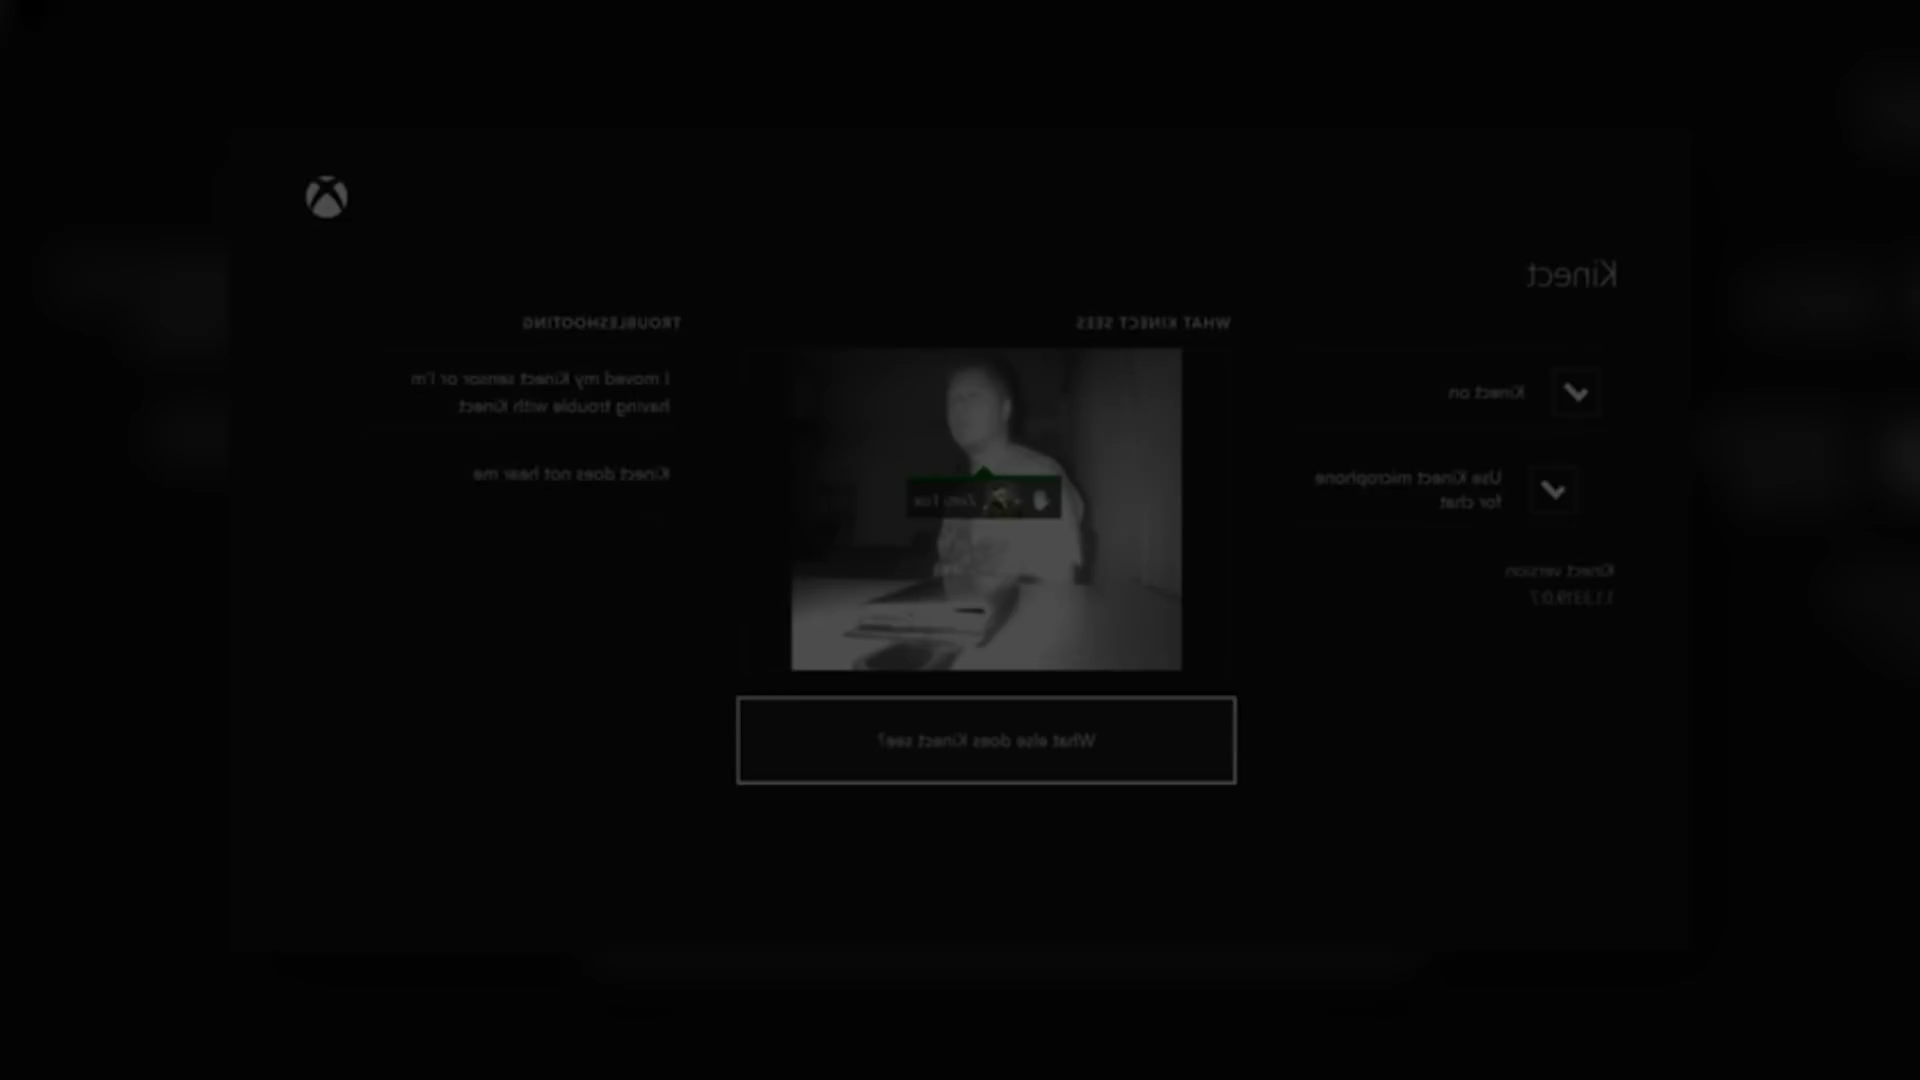 Kinect
Kinect on
Use Kinect microphone
for chat
Kinect version
WHAT KINECT SEES
What else does Kinect see?
TROUBLESHOOTING
I moved my Kinect sensor or I'm
having trouble with Kinect
Kinect does not hear me